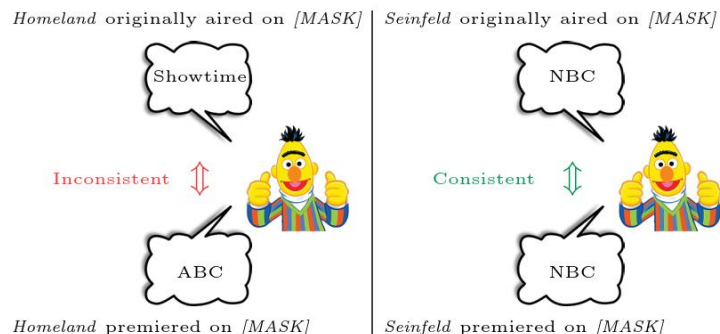 Homeland originally aired on [MASK]
Showtime
Inconsistent
ABC
Homeland premiered on [MASK]
Seinfeld originally aired on [MASK]
NBC
Consistent
NBC
Seinfeld premiered on [MASK]